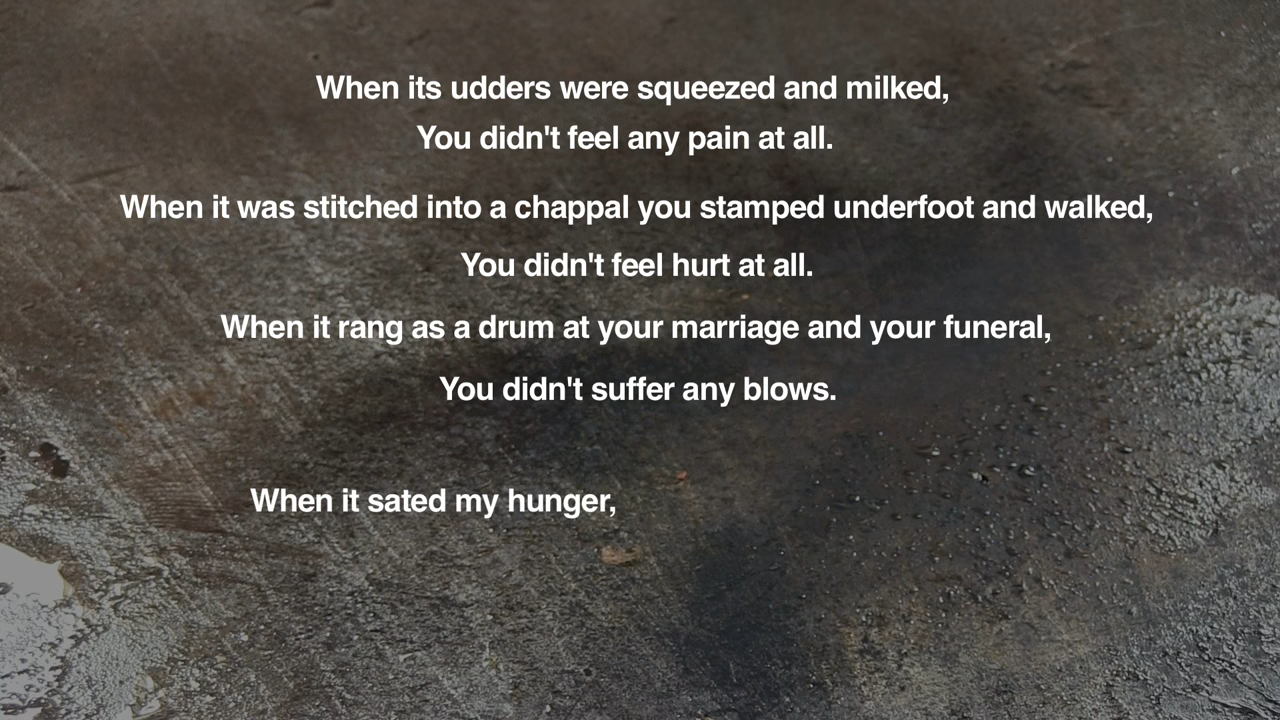 When its udders were squeezed and milked,
You didn't feel any pain at all.
When it was stitched into a chappal you stamped underfoot and walked,
You didn't feel hurt at all.
When it rang as a drum at your marriage and your funeral,
You didn't suffer any blows.
When it sated my hunger,